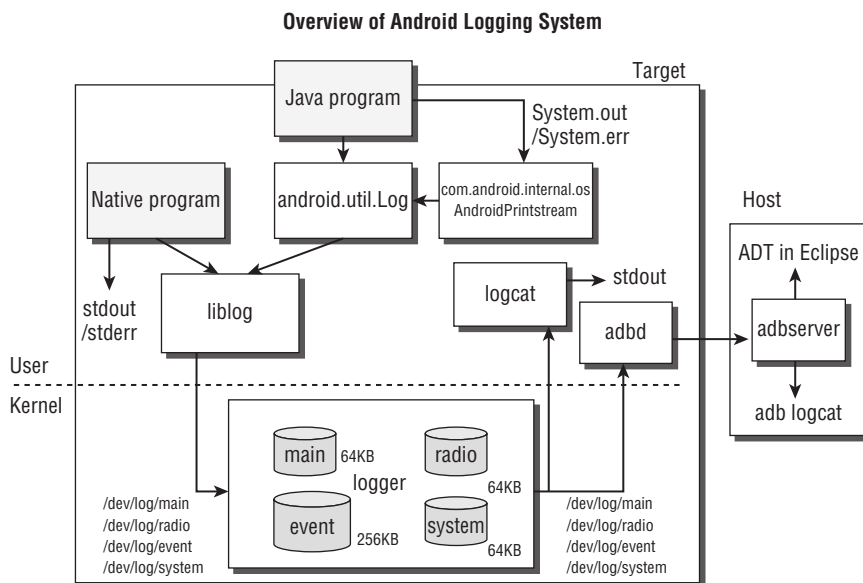 Overview of Android Logging System
Target
Java program
System.out
/System.err
Native program
android.util.Log
com.android.internal.os
AndroidPrintstream
Host
ADT in Eclipse
stdout
/stderr
liblog
logcat
stdout
adbd
adbserver
adb logcat
User
Kernel
main
64KB
radio
64KB
logger
event
256KB
system
64KB
/dev/log/main
/dev/log/radio
/dev/log/event
/dev/log/system
/dev/log/main
/dev/log/radio
/dev/log/event
/dev/log/system